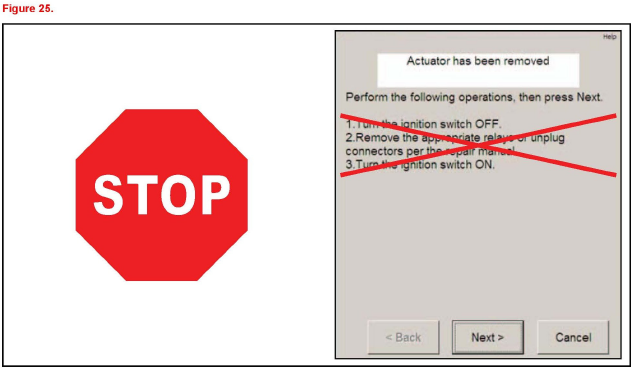 Figure 25.
STOP
Help
Actuator has been removed
Perform the following operations, then press Next.
1.Turn the ignition switch OFF.
2.Remove the appropriate relays or unplug
connectors per the repair manual.
3.Turn the ignition switch ON.
< Back
Next >
Cancel